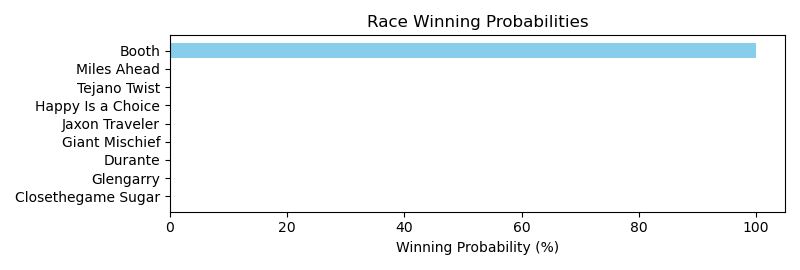 Race Winning Probabilities
Booth
Miles Ahead
Tejano Twist
Happy Is a Choice
Jaxon Traveler
Giant Mischief
Durante
Glengarry
Closethegame Sugar
0 20 40 60 80 100
Winning Probability (%)